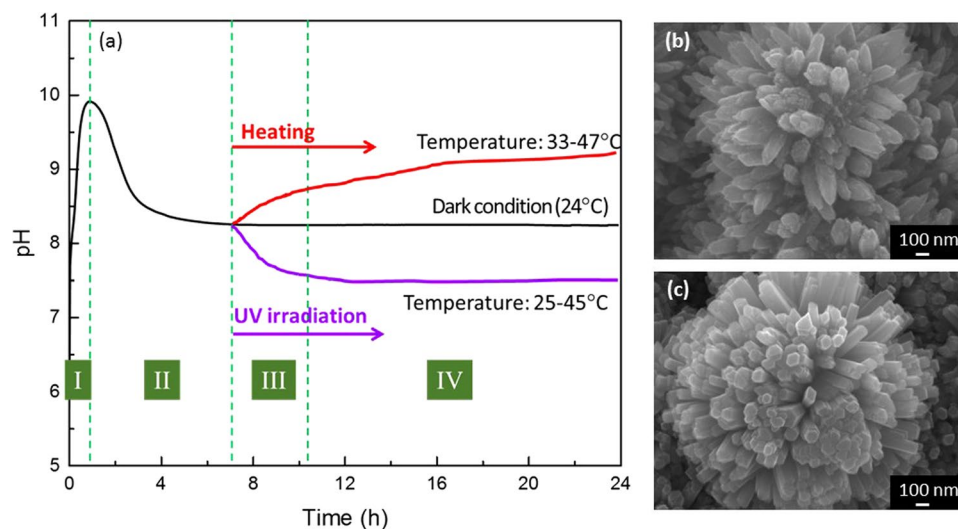 (a)
11
10
9
8
7
6
5
pH
Heating
Temperature: 33-47°C
Dark condition (24°C)
Temperature: 25-45°C
UV irradiation
I
II
III
IV
0
4
8
12
16
20
24
Time (h)
(b)
100 nm
(c)
100 nm